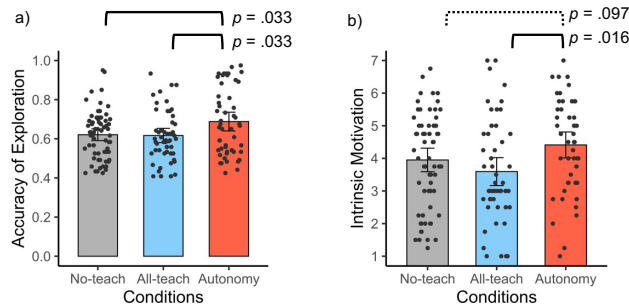 a)
p = .033
p = .033
Accuracy of Exploration
1.0
0.8
0.6
0.4
0.2
0.0
No-teach All-teach Autonomy
Conditions
b)
p = .097
p = .016
Intrinsic Motivation
7
6
5
4
3
2
1
No-teach All-teach Autonomy
Conditions